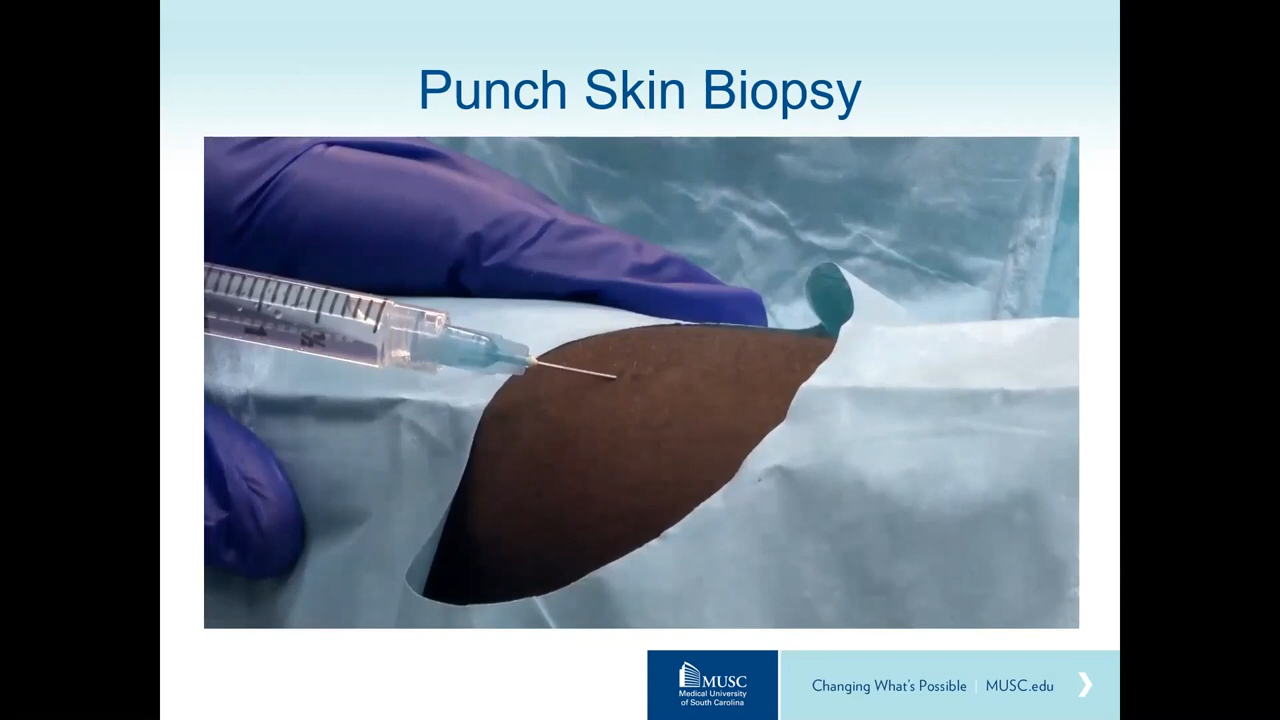 Punch Skin Biopsy
MUSC
Medical University
of South Carolina
Changing What's Possible | MUSC.edu